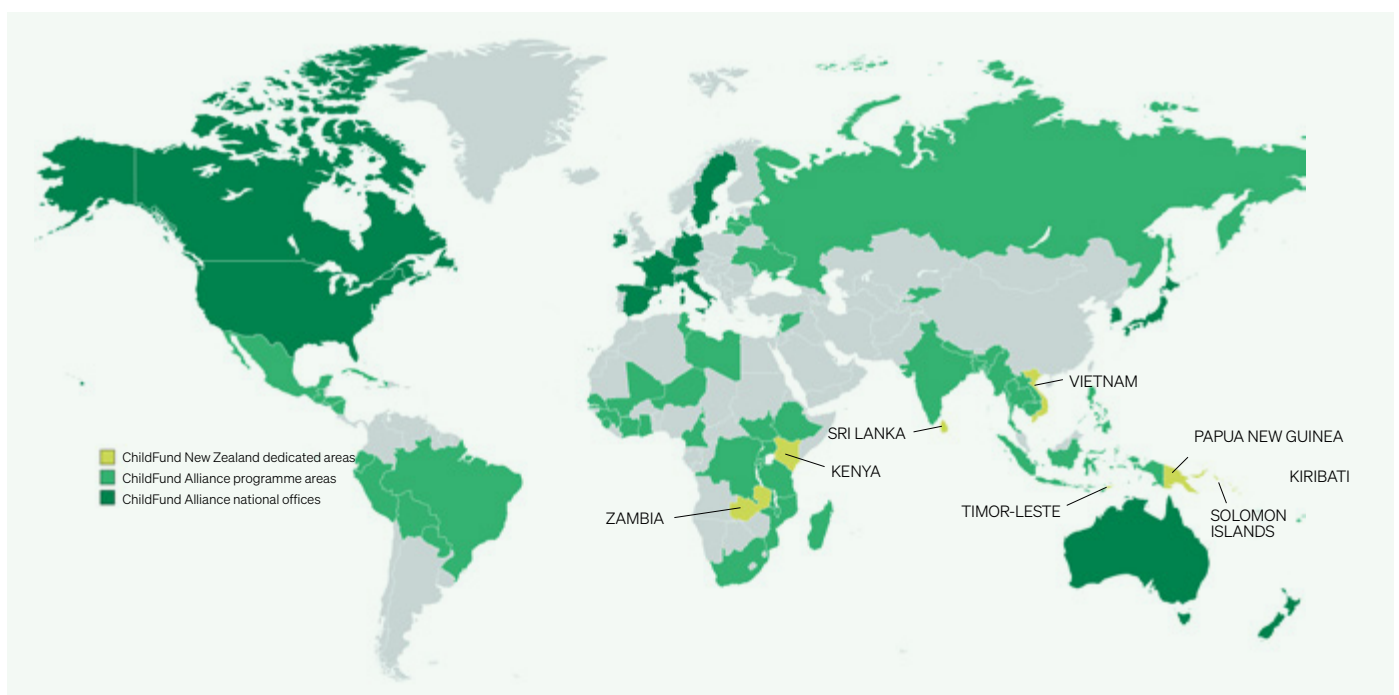 VIETNAM
SRI LANKA
PAPUA NEW GUINEA
ChildFund New Zealand dedicated areas
ChildFund Alliance programme areas
ChildFund Alliance national offices
KENYA
KIRIBATI
ZAMBIA
TIMOR-LESTE
SOLOMON
ISLANDS